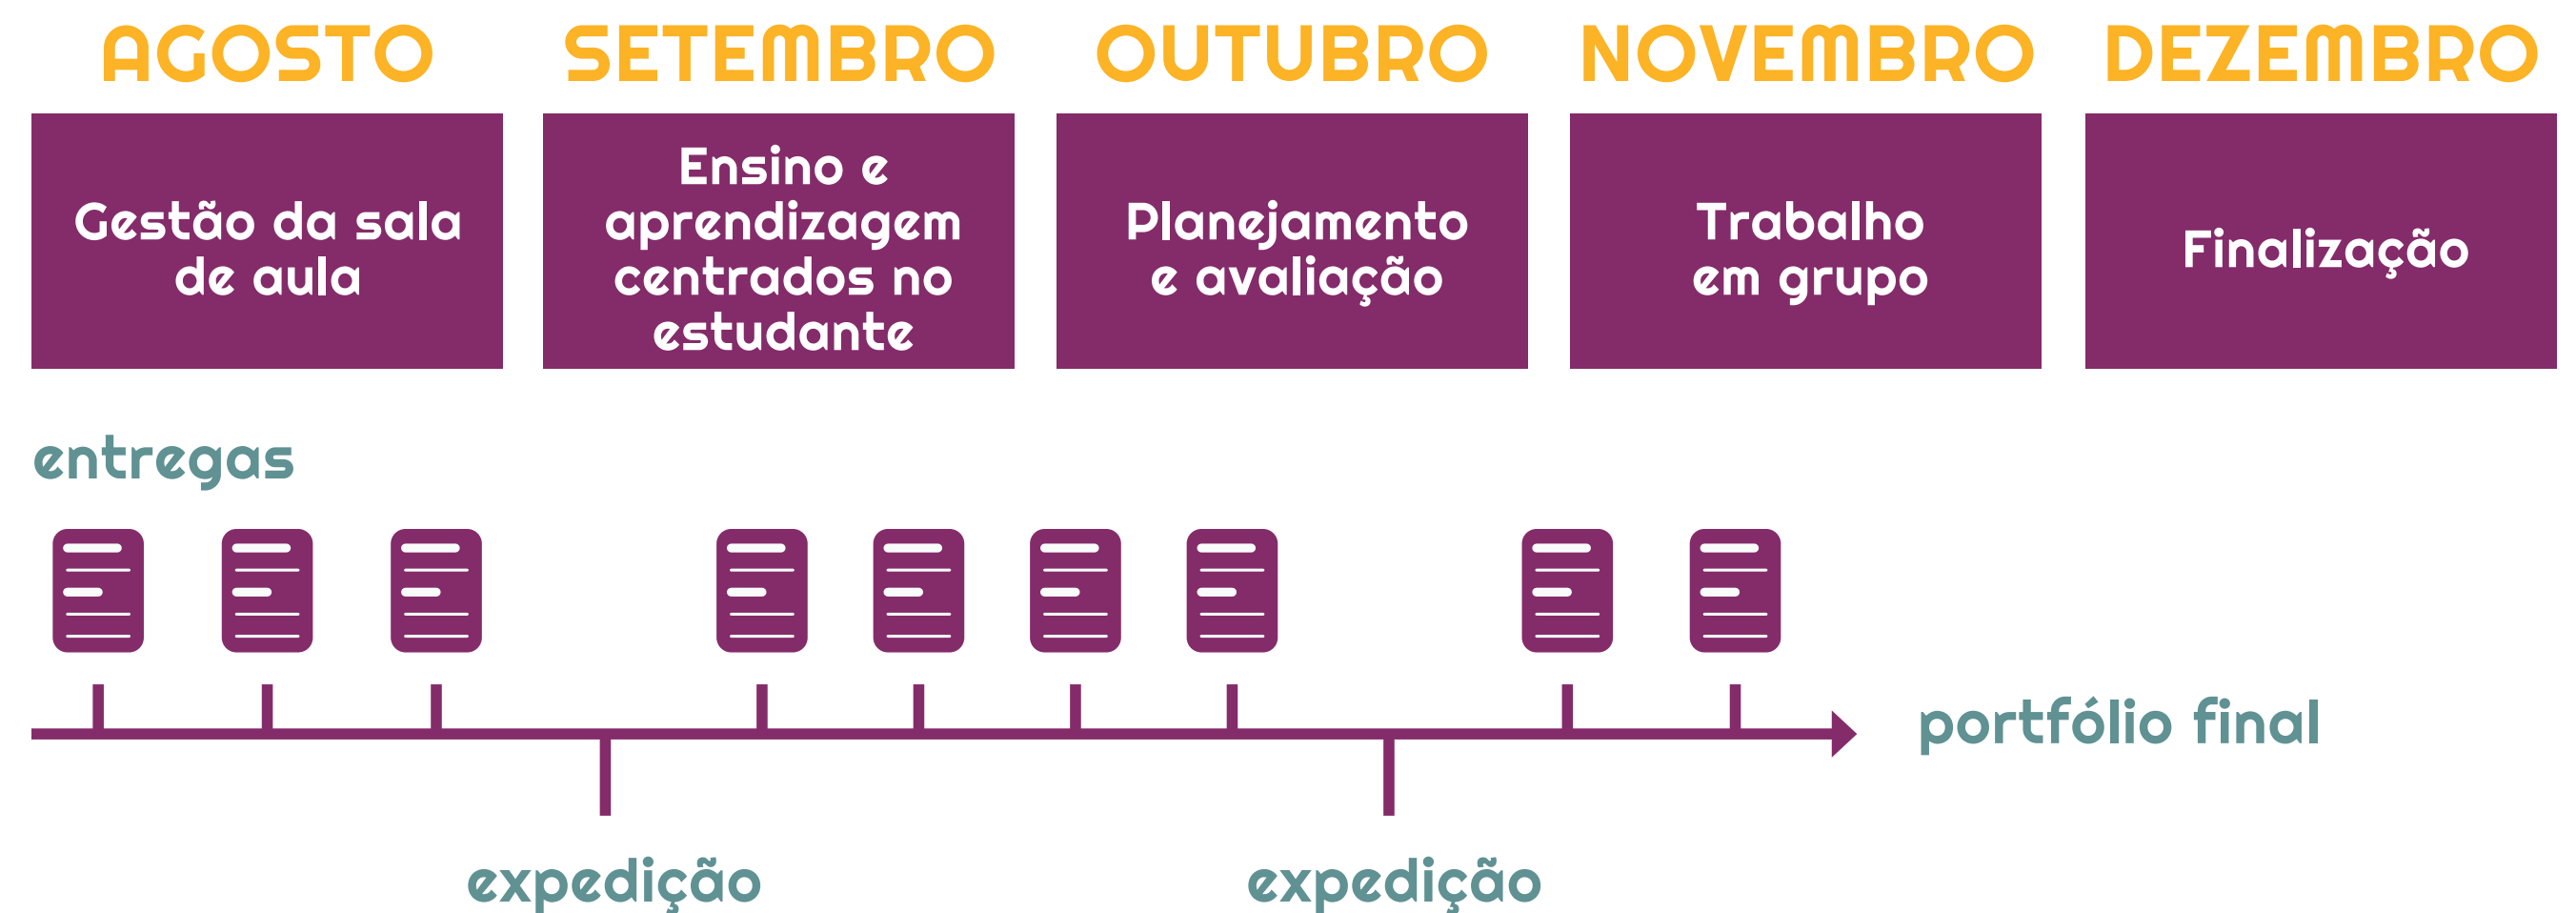 AGOSTO
SETEMBRO
OUTUBRO
NOVEMBRO
DEZEMBRO
Gestão da sala
de aula
Ensino e
aprendizagem
centrados no
estudante
Planejamento
e avaliação
Trabalho
em grupo
Finalização
entregas
portfólio final
expedição
expedição